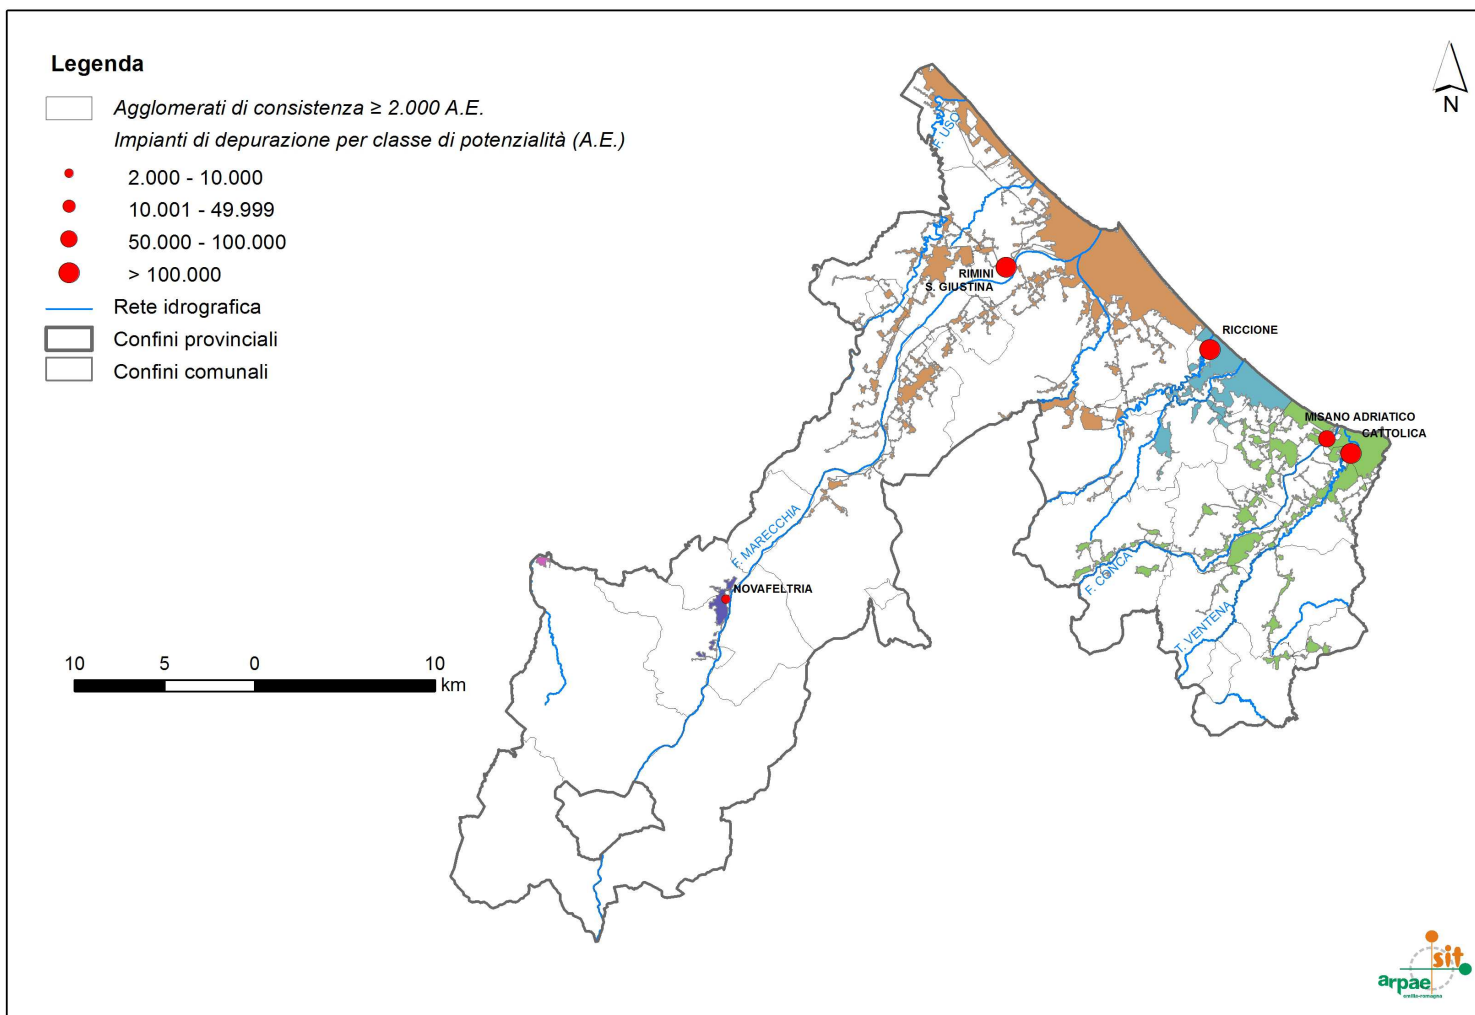 Legenda
Agglomerati di consistenza ≥ 2.000 A.E.
Impianti di depurazione per classe di potenzialità (A.E.)
2.000 - 10.000
10.001 - 49.999
50.000 - 100.000
> 100.000
Rete idrografica
Confini provinciali
Confini comunali
N
F. USO
RIMINI
S. GIUSTINA
RICCIONE
MISANO ADRIATICO
CATTOLICA
F. MARECCHIA
F. CONCA
T. VENTENA
NOVAFELTRIA
10 5 0 10
km
sit
arpae
emilia-romagna